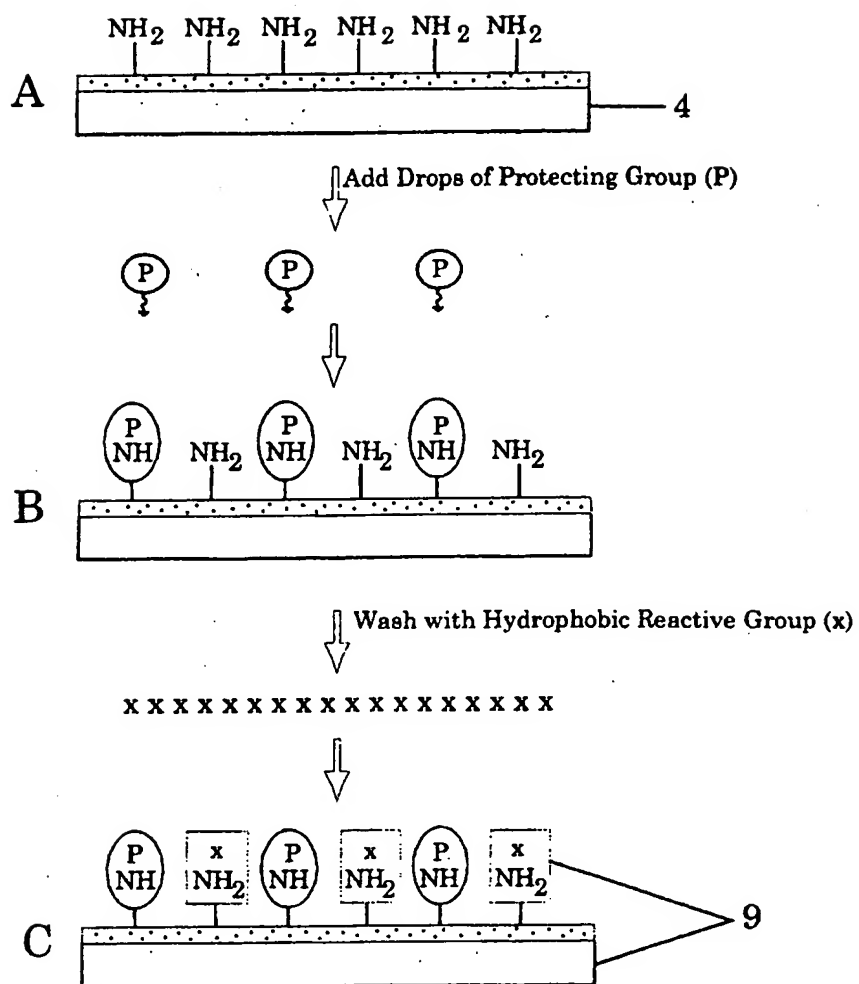 NH2 NH2 NH2 NH2 NH2 NH2
A
4
Add Drops of Protecting Group (P)
P P P
P P P
NH NH2 NH NH2 NH NH2
B
Wash with Hydrophobic Reactive Group (x)
x x x x x x x x x x x x x x x x x x
P x P x P x
NH NH2 NH NH2 NH NH2
9
C